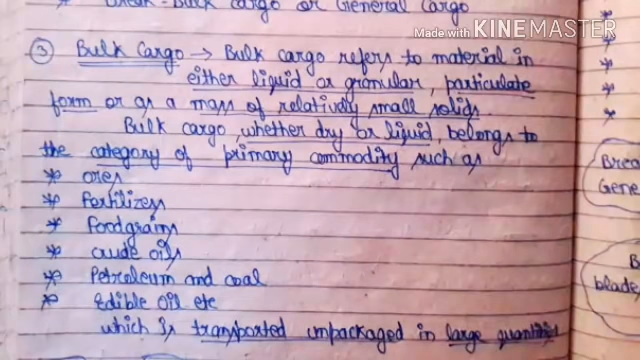 * Break-Bulk cargo or General Cargo
Made with KINEMASTER
③ Bulk Cargo → Bulk cargo refers to material in
either liquid or granular, particulate
form or as a mass of relatively small solids.
Bulk cargo, whether dry or liquid, belongs to
the category of primary commodity such as
* ores
* Fertilizers
* Foodgrains
* crude oils
* Petroleum and coal
* Edible Oil etc
which is transported unpackaged in large quantities
*
*
*
*
*
Brea
Gene
B
blade